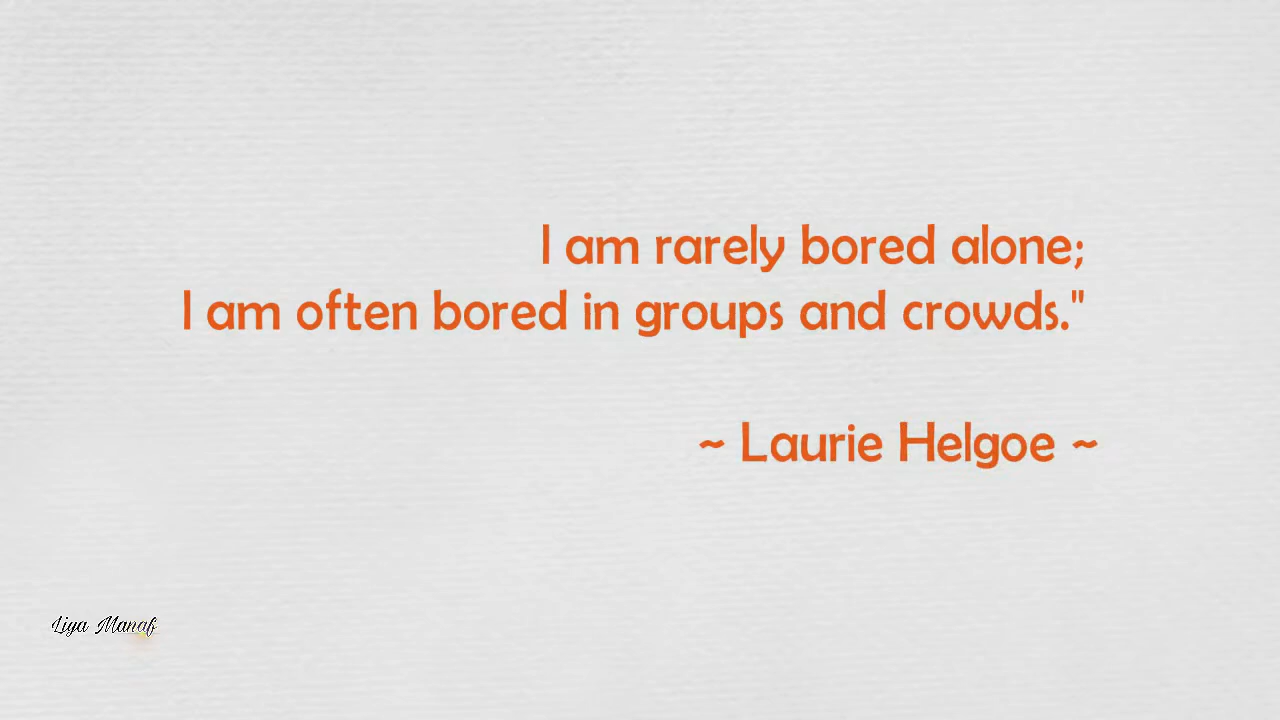 I am rarely bored alone;
I am often bored in groups and crowds."
~ Laurie Helgoe ~
Liya Manaf